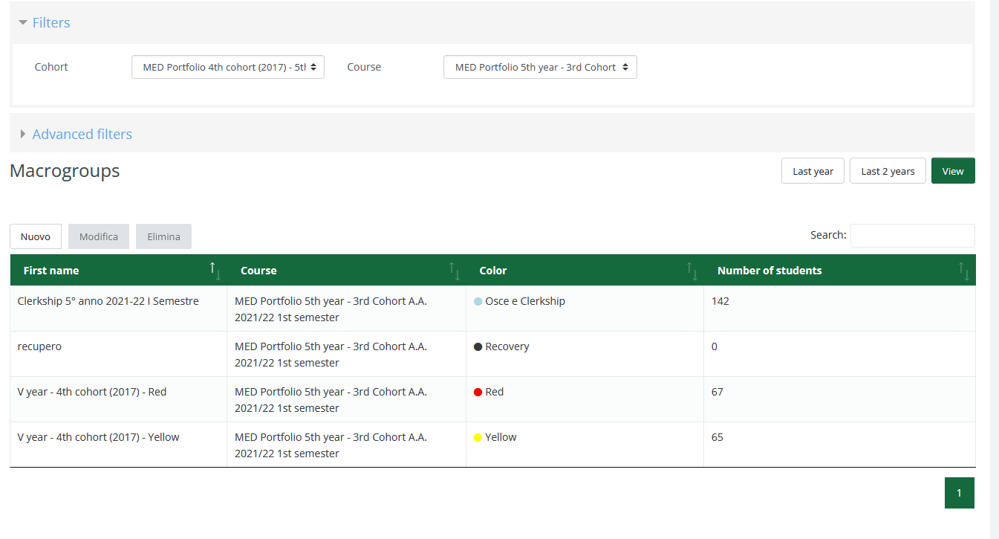 Filters
Cohort MED Portfolio 4th cohort (2017) - 5th Course MED Portfolio 5th year - 3rd Cohort
Advanced filters
Macrogroups Last year Last 2 years View
Nuovo Modifica Elimina Search:
First name Course Color Number of students
Clerkship 5° anno 2021-22 I Semestre MED Portfolio 5th year - 3rd Cohort A.A. Osce e Clerkship 142
2021/22 1st semester
recupero MED Portfolio 5th year - 3rd Cohort A.A. Recovery 0
2021/22 1st semester
V year - 4th cohort (2017) - Red MED Portfolio 5th year - 3rd Cohort A.A. Red 67
2021/22 1st semester
V year - 4th cohort (2017) - Yellow MED Portfolio 5th year - 3rd Cohort A.A. Yellow 65
2021/22 1st semester
1